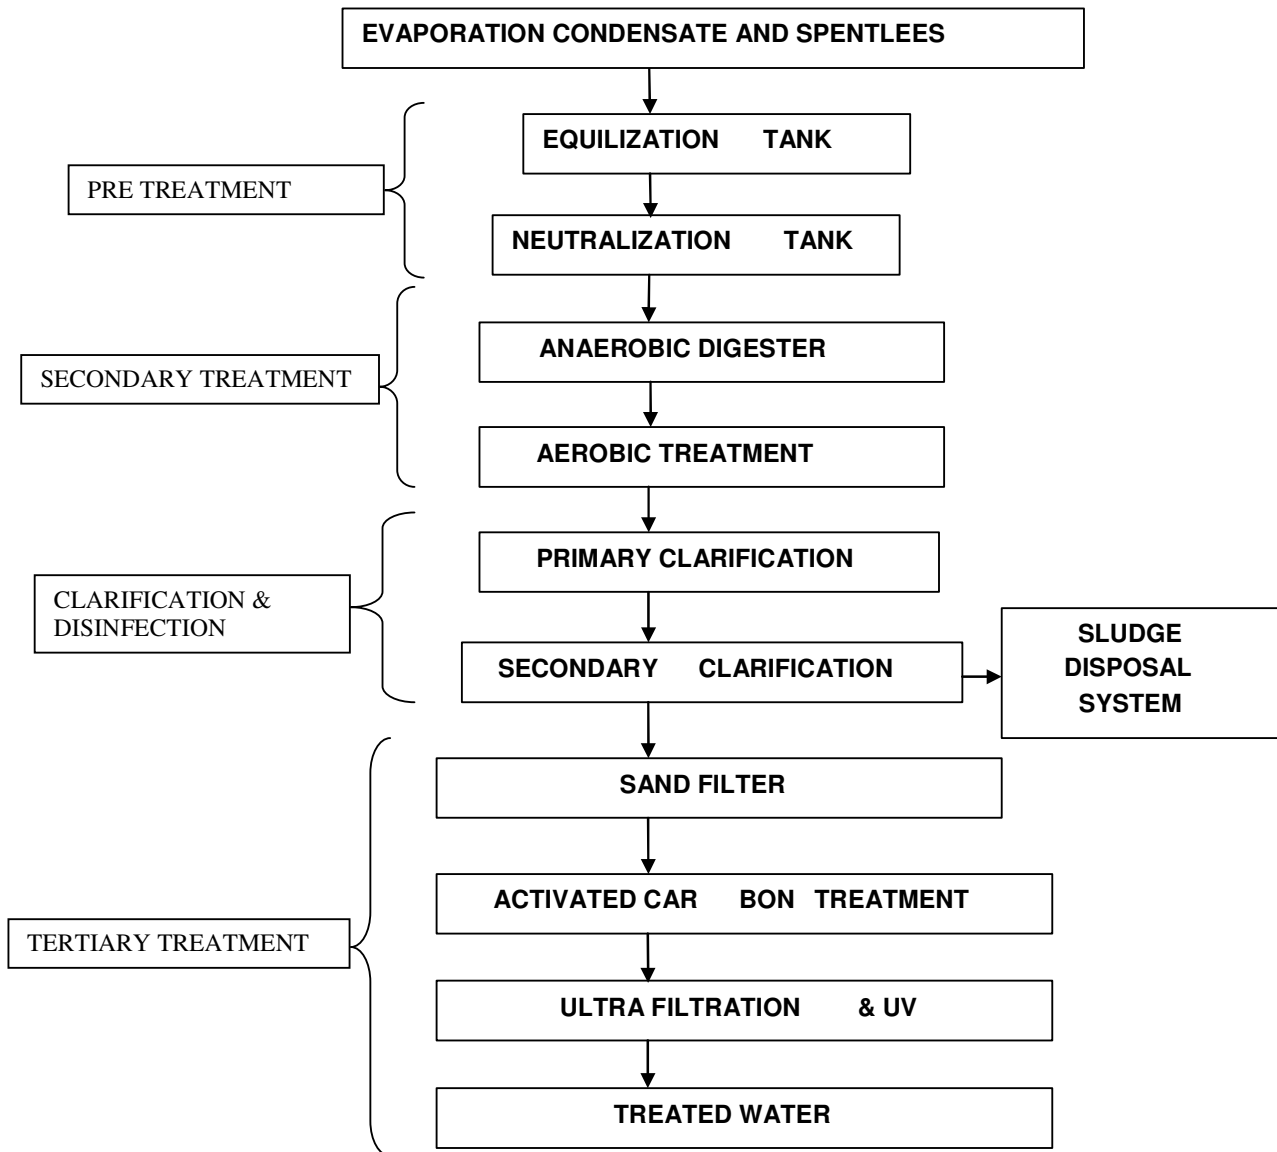 EVAPORATION CONDENSATE AND SPENTLEES
EQUILIZATION TANK
PRE TREATMENT
NEUTRALIZATION TANK
ANAEROBIC DIGESTER
SECONDARY TREATMENT
AEROBIC TREATMENT
PRIMARY CLARIFICATION
CLARIFICATION &
DISINFECTION
SECONDARY CLARIFICATION
SLUDGE
DISPOSAL
SYSTEM
SAND FILTER
ACTIVATED CAR BON TREATMENT
TERTIARY TREATMENT
ULTRA FILTRATION & UV
TREATED WATER